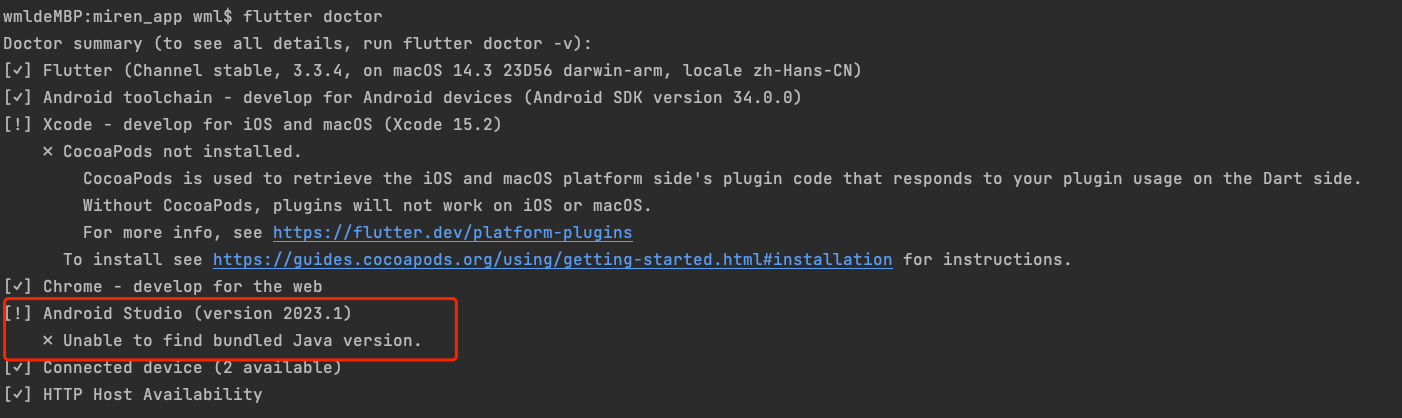 wmldeMBP:miren_app wml$ flutter doctor
Doctor summary (to see all details, run flutter doctor -v):
[✓] Flutter (Channel stable, 3.3.4, on macOS 14.3 23D56 darwin-arm, locale zh-Hans-CN)
[✓] Android toolchain - develop for Android devices (Android SDK version 34.0.0)
[!] Xcode - develop for iOS and macOS (Xcode 15.2)
✗ CocoaPods not installed.
CocoaPods is used to retrieve the iOS and macOS platform side's plugin code that responds to your plugin usage on the Dart side.
Without CocoaPods, plugins will not work on iOS or macOS.
For more info, see https://flutter.dev/platform-plugins
To install see https://guides.cocoapods.org/using/getting-started.html#installation for instructions.
[✓] Chrome - develop for the web
[!] Android Studio (version 2023.1)
✗ Unable to find bundled Java version.
[✓] Connected device (2 available)
[✓] HTTP Host Availability